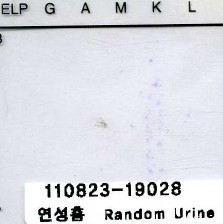 ELP G A M K L
110823-19028
연성흠 Random Urine